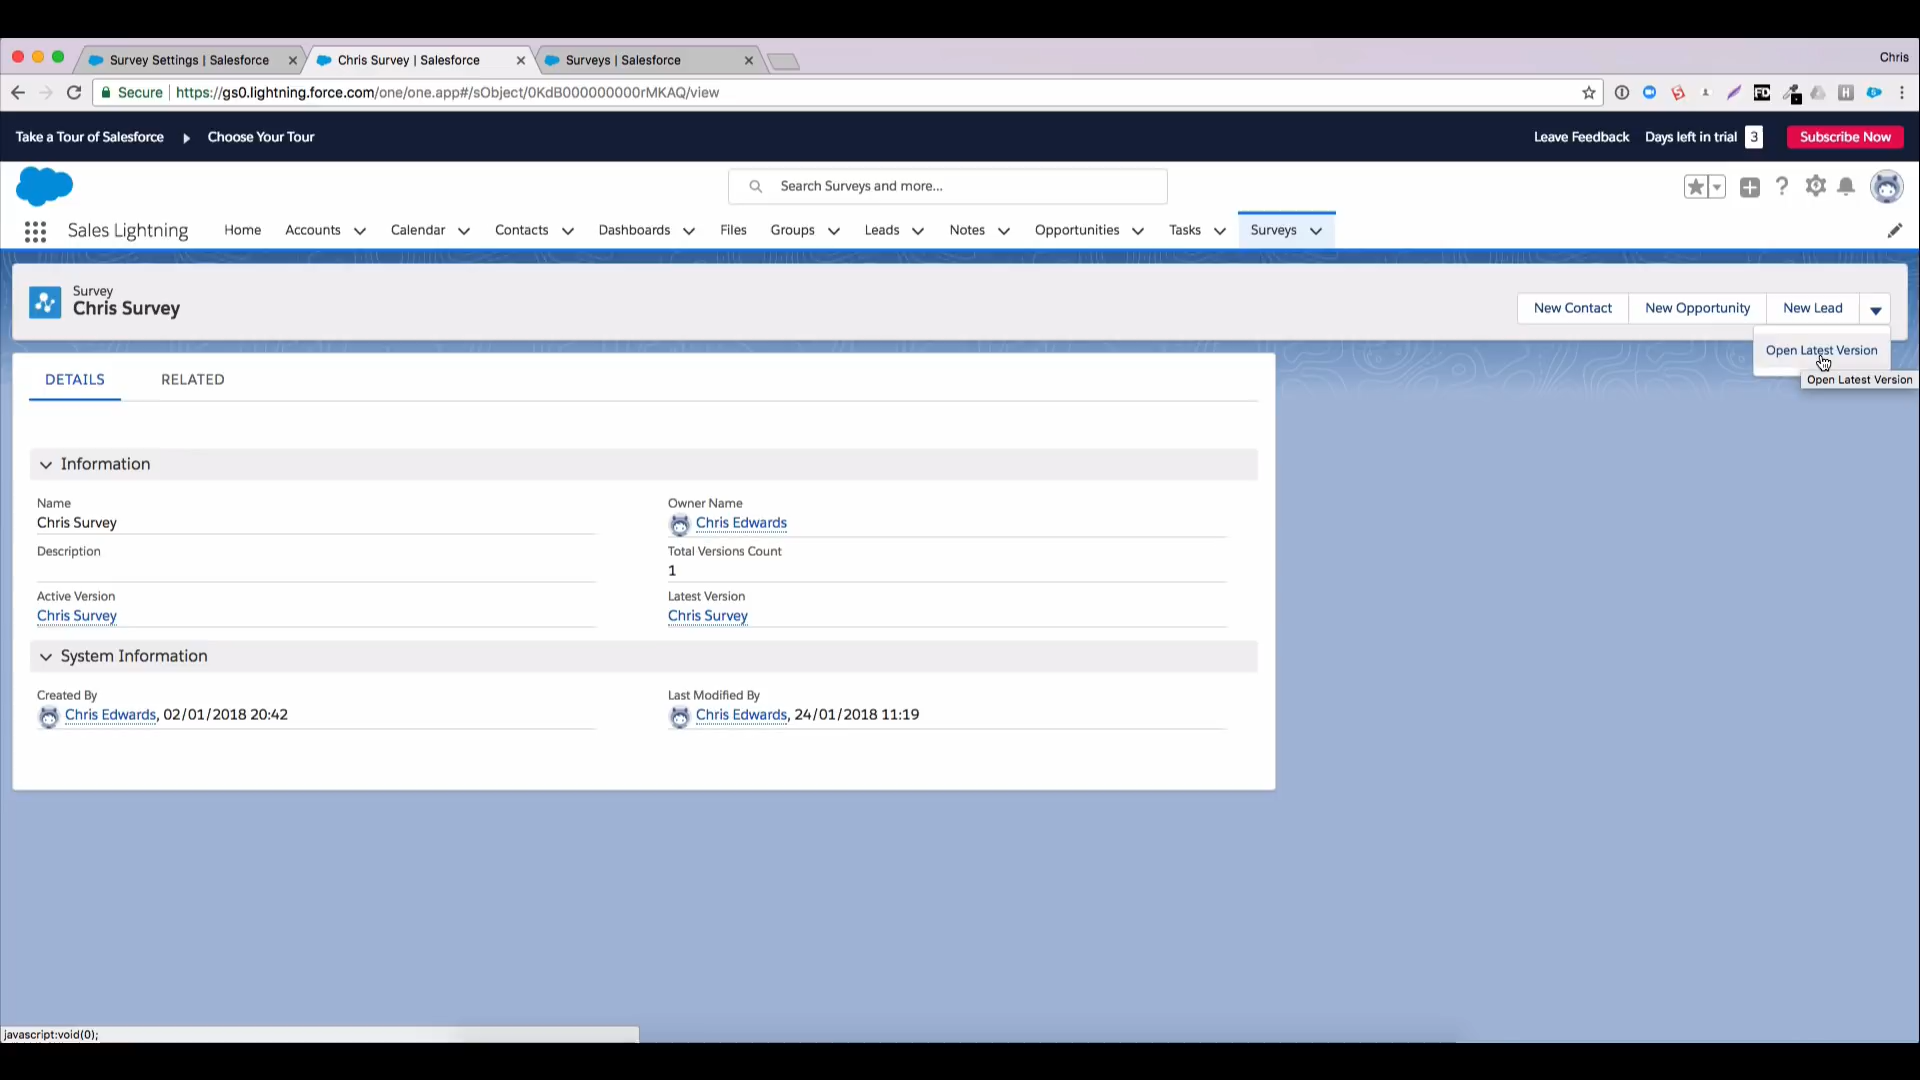 Survey Settings | Salesforce
Chris Survey | Salesforce
Surveys | Salesforce
Chris
Secure
https://gs0.lightning.force.com/one/one.app#/sObject/0KdB000000000rMKAQ/view
FD
H
Take a Tour of Salesforce
Choose Your Tour
Leave Feedback
Days left in trial 3
Subscribe Now
Search Surveys and more...
Sales Lightning
Home
Accounts
Calendar
Contacts
Dashboards
Files
Groups
Leads
Notes
Opportunities
Tasks
Surveys
Survey
Chris Survey
New Contact
New Opportunity
New Lead
Open Latest Version
Open Latest Version
DETAILS
RELATED
Information
Name
Chris Survey
Owner Name
Chris Edwards
Description
Total Versions Count
1
Active Version
Chris Survey
Latest Version
Chris Survey
System Information
Created By
Chris Edwards, 02/01/2018 20:42
Last Modified By
Chris Edwards, 24/01/2018 11:19
javascript:void(0);